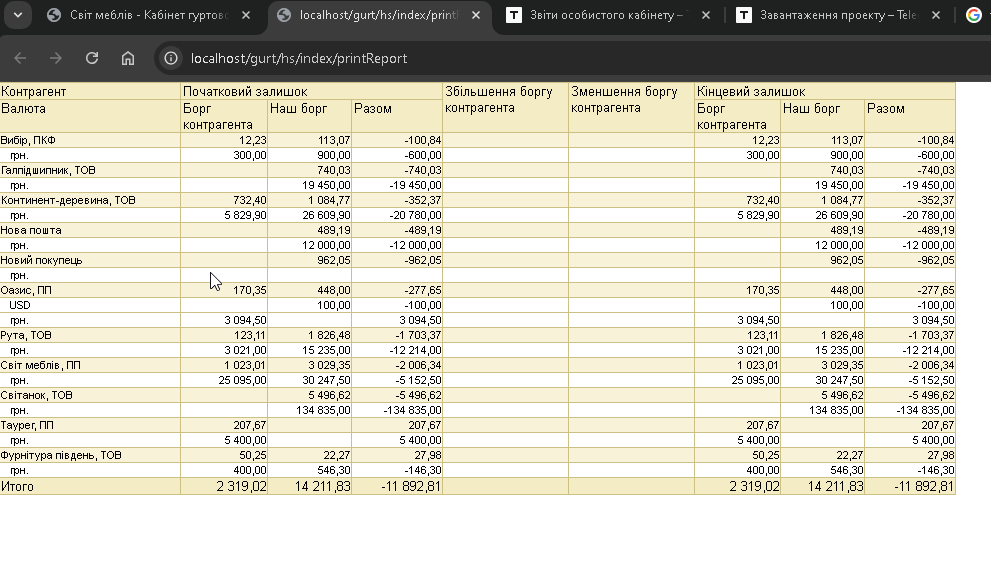 Світ меблів - Кабінет гуртово
localhost/gurt/hs/index/print
Звіти особистого кабінету –
Завантаження проекту – Tele
localhost/gurt/hs/index/printReport
Контрагент Початковий залишок Збільшення боргу контрагента Зменшення боргу контрагента Кінцевий залишок
Валюта Борг контрагента Наш борг Разом Борг контрагента Наш борг Разом
Вибір, ПКФ 12,23 113,07 -100,84 12,23 113,07 -100,84
грн. 300,00 900,00 -600,00 300,00 900,00 -600,00
Галпідшипник, ТОВ 740,03 -740,03 740,03 -740,03
грн. 19 450,00 -19 450,00 19 450,00 -19 450,00
Континент-деревина, ТОВ 732,40 1 084,77 -352,37 732,40 1 084,77 -352,37
грн. 5 829,90 26 609,90 -20 780,00 5 829,90 26 609,90 -20 780,00
Нова пошта 489,19 -489,19 489,19 -489,19
грн. 12 000,00 -12 000,00 12 000,00 -12 000,00
Новий покупець 962,05 -962,05 962,05 -962,05
грн.
Оазис, ПП 170,35 448,00 -277,65 170,35 448,00 -277,65
USD 100,00 -100,00 100,00 -100,00
грн. 3 094,50 3 094,50 3 094,50 3 094,50
Рута, ТОВ 123,11 1 826,48 -1 703,37 123,11 1 826,48 -1 703,37
грн. 3 021,00 15 235,00 -12 214,00 3 021,00 15 235,00 -12 214,00
Світ меблів, ПП 1 023,01 3 029,35 -2 006,34 1 023,01 3 029,35 -2 006,34
грн. 25 095,00 30 247,50 -5 152,50 25 095,00 30 247,50 -5 152,50
Світанок, ТОВ 5 496,62 -5 496,62 5 496,62 -5 496,62
грн. 134 835,00 -134 835,00 134 835,00 -134 835,00
Таурег, ПП 207,67 207,67 207,67 207,67
грн. 5 400,00 5 400,00 5 400,00 5 400,00
Фурнітура південь, ТОВ 50,25 22,27 27,98 50,25 22,27 27,98
грн. 400,00 546,30 -146,30 400,00 546,30 -146,30
Итого 2 319,02 14 211,83 -11 892,81 2 319,02 14 211,83 -11 892,81